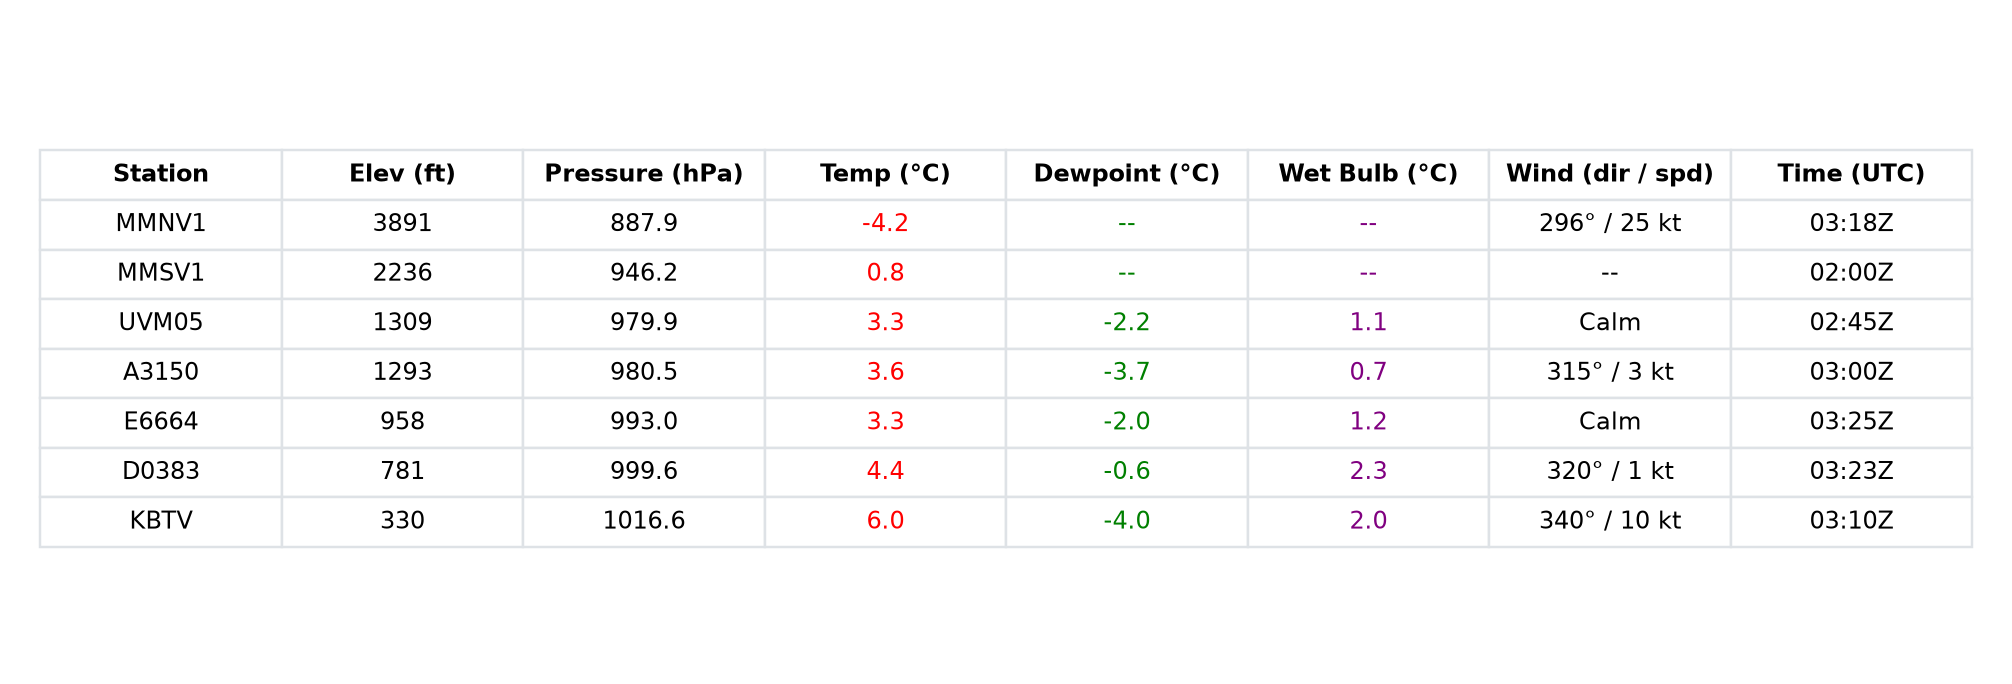 Station Elev (ft) Pressure (hPa) Temp (°C) Dewpoint (°C) Wet Bulb (°C) Wind (dir / spd) Time (UTC)
MMNV1 3891 887.9 -4.2 -- -- 296° / 25 kt 03:18Z
MMSV1 2236 946.2 0.8 -- -- -- 02:00Z
UVM05 1309 979.9 3.3 -2.2 1.1 Calm 02:45Z
A3150 1293 980.5 3.6 -3.7 0.7 315° / 3 kt 03:00Z
E6664 958 993.0 3.3 -2.0 1.2 Calm 03:25Z
D0383 781 999.6 4.4 -0.6 2.3 320° / 1 kt 03:23Z
KBTV 330 1016.6 6.0 -4.0 2.0 340° / 10 kt 03:10Z